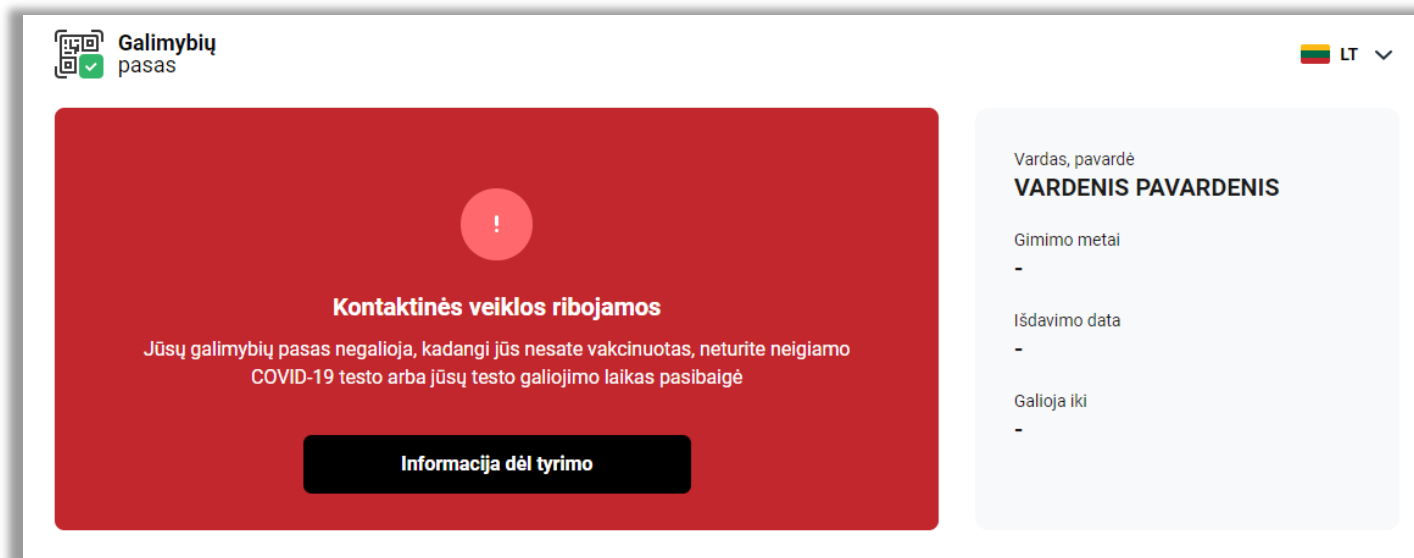 Galimybių
pasas
LT
Kontaktinės veiklos ribojamos
Jūsų galimybių pasas negalioja, kadangi jūs nesate vakcinuotas, neturite neigiamo
COVID-19 testo arba jūsų testo galiojimo laikas pasibaigė
Informacija dėl tyrimo
Vardas, pavardė
VARDENIS PAVARDENIS
Gimimo metai
-
Išdavimo data
-
Galioja iki
-